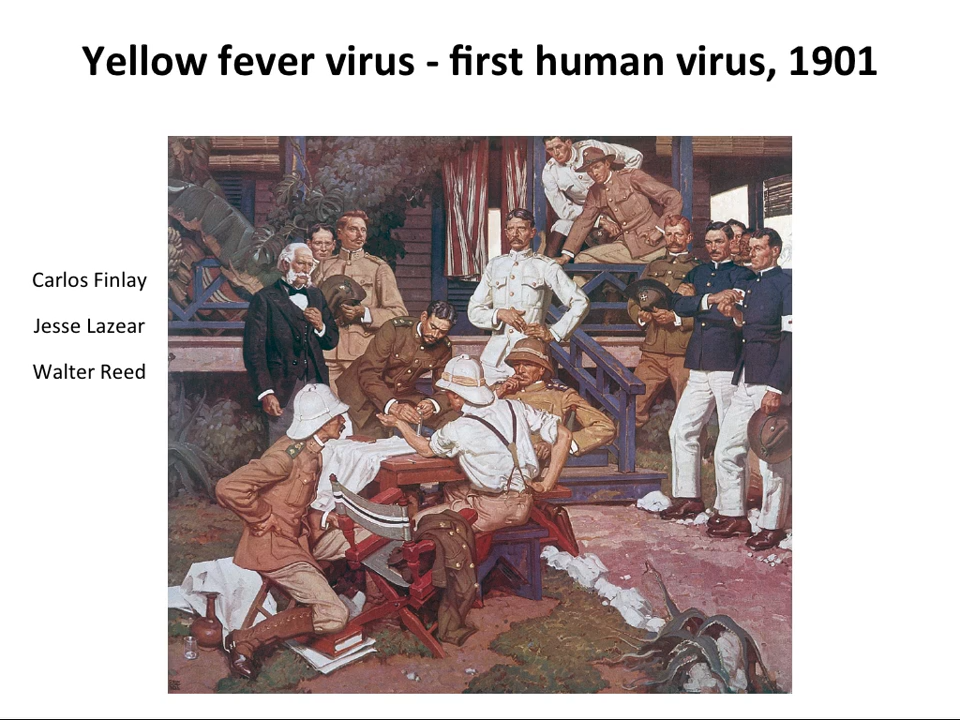 Yellow fever virus - first human virus, 1901
Carlos Finlay
Jesse Lazear
Walter Reed